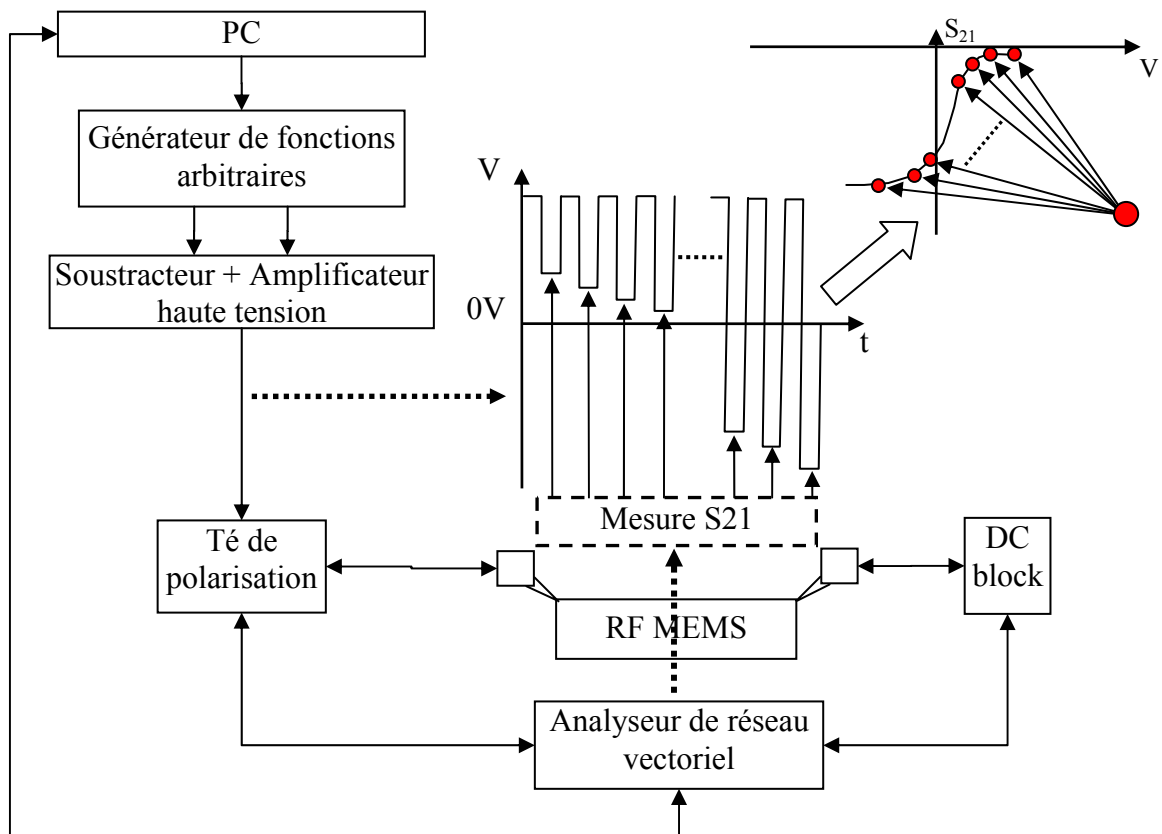 PC
S21
V
Générateur de fonctions
arbitraires
V
Soustracteur + Amplificateur
haute tension
0V
t
Mesure S21
Té de
polarisation
DC
block
RF MEMS
Analyseur de réseau
vectoriel